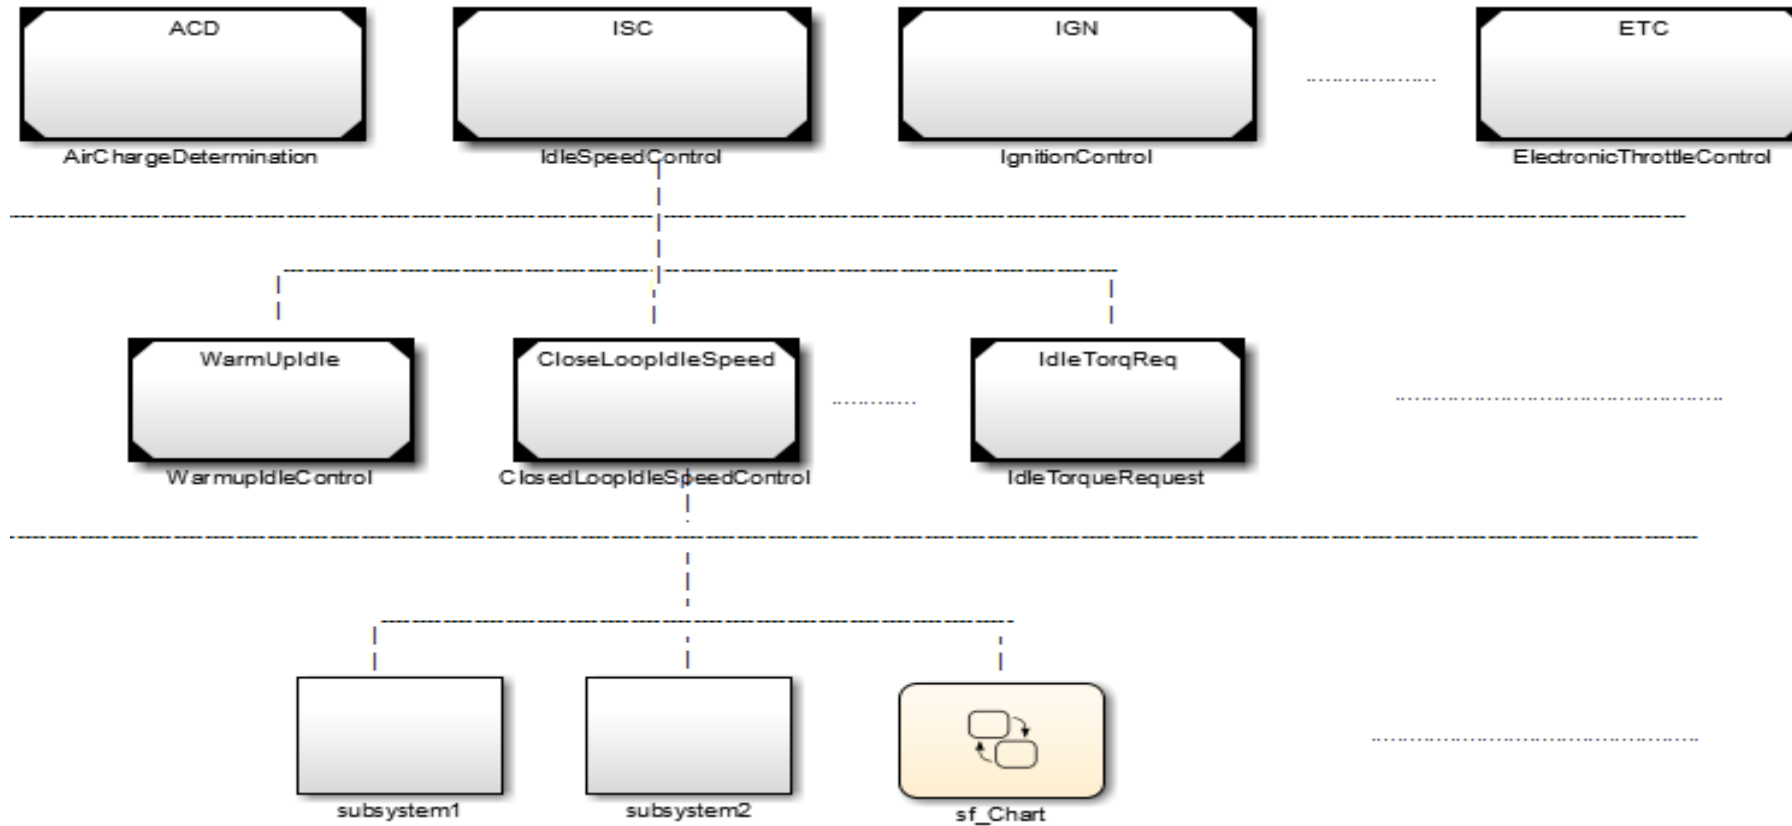 ACD
ISC
IGN
ETC
AirChargeDetermination
IdleSpeedControl
IgnitionControl
ElectronicThrottleControl
WarmUpIdle
CloseLoopIdleSpeed
IdleTorqReq
WarmupIdleControl
ClosedLoopIdleSpeedControl
IdleTorqueRequest
subsystem1
subsystem2
sf_Chart